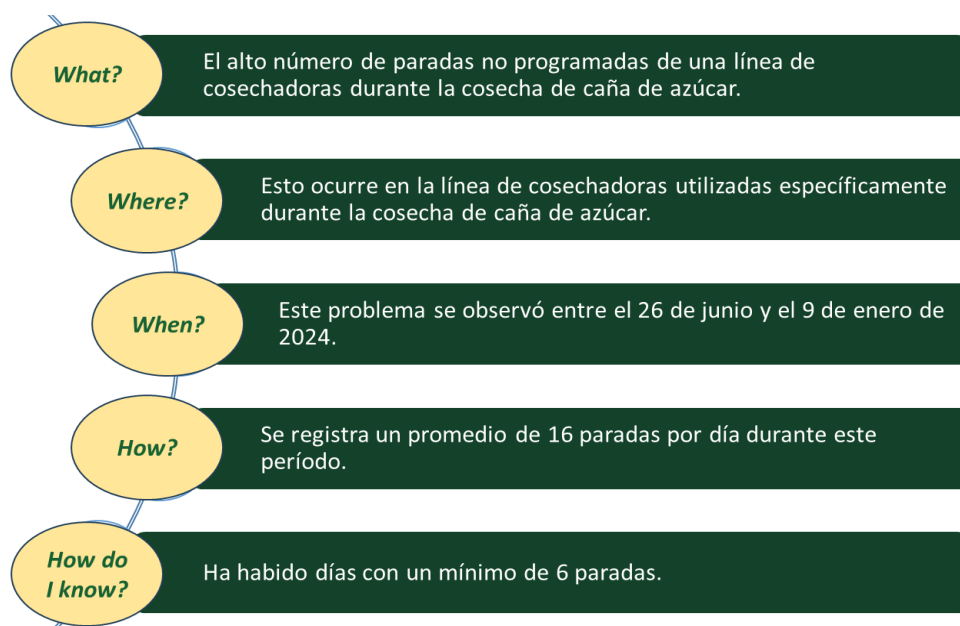 What?
El alto número de paradas no programadas de una línea de
cosechadoras durante la cosecha de caña de azúcar.
Where?
Esto ocurre en la línea de cosechadoras utilizadas específicamente
durante la cosecha de caña de azúcar.
When?
Este problema se observó entre el 26 de junio y el 9 de enero de
2024.
How?
Se registra un promedio de 16 paradas por día durante este
período.
How do
I know?
Ha habido días con un mínimo de 6 paradas.